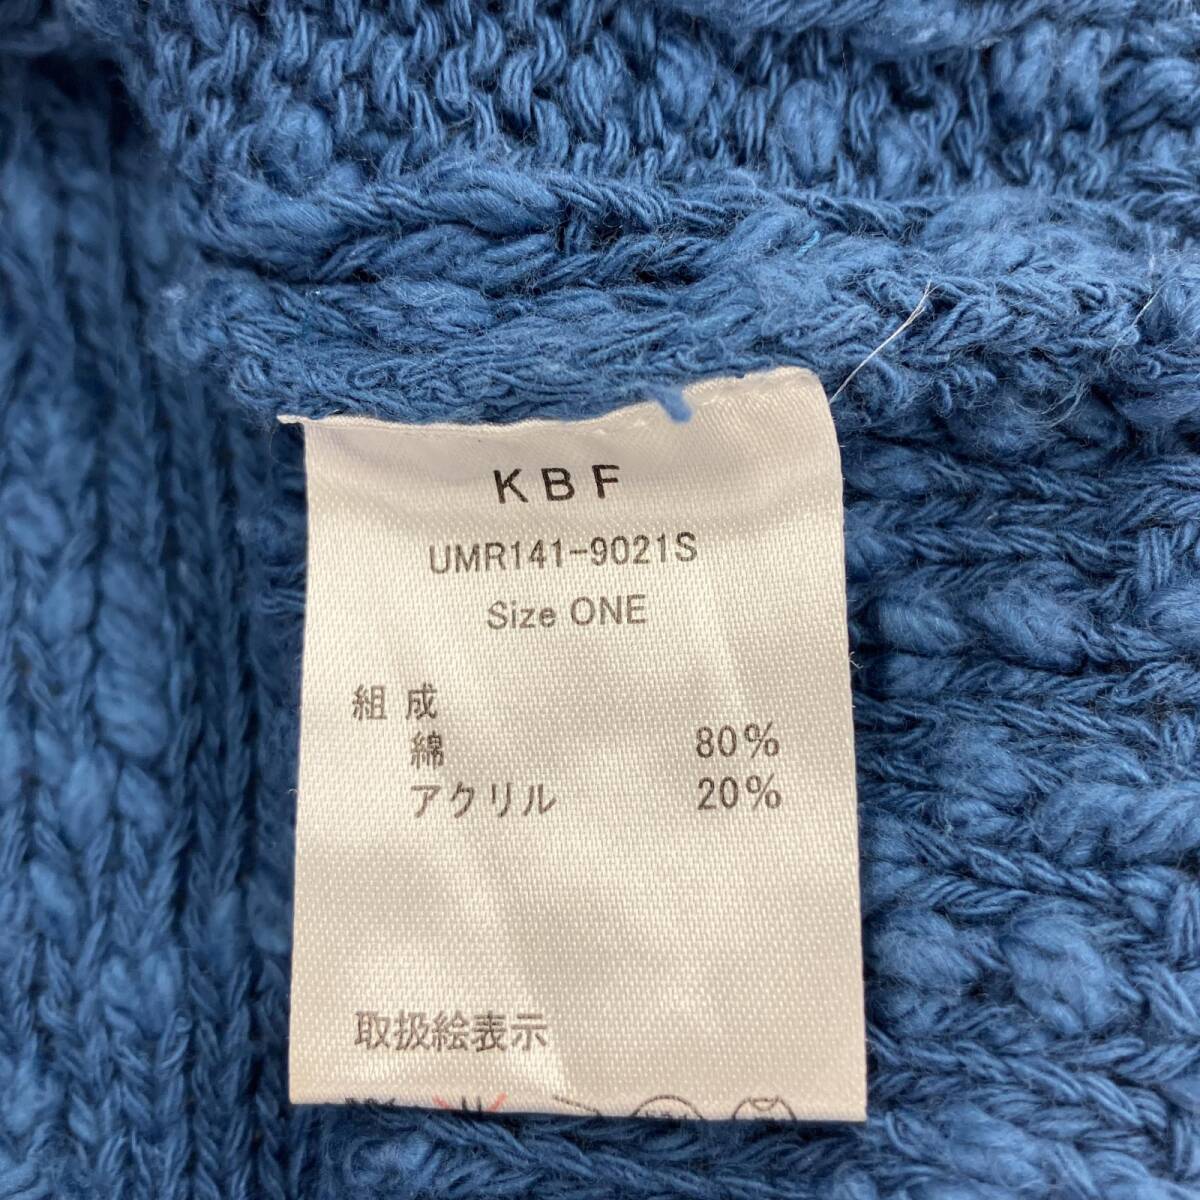 KBF
UMR141-9021S
Size ONE
組成
綿 80%
アクリル 20%
取扱絵表示